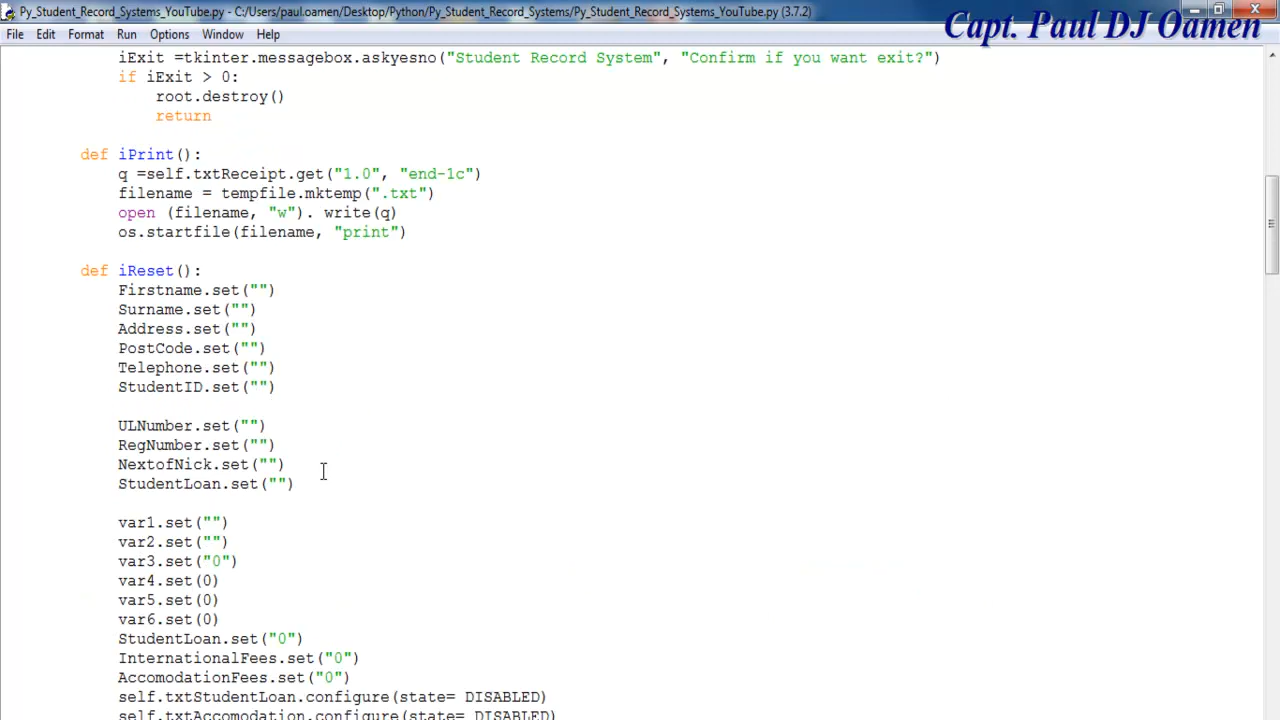 Py_Student_Record_Systems_YouTube.py - C:/Users/paul.oamen/Desktop/Python/Py_Student_Record_Systems/Py_Student_Record_Systems_YouTube.py (3.7.2)
Capt. Paul DJ Oamen
File Edit Format Run Options Window Help
iExit =tkinter.messagebox.askyesno("Student Record System", "Confirm if you want exit?")
if iExit > 0:
root.destroy()
return
def iPrint():
q =self.txtReceipt.get("1.0", "end-1c")
filename = tempfile.mktemp(".txt")
open (filename, "w"). write(q)
os.startfile(filename, "print")
def iReset():
Firstname.set("")
Surname.set("")
Address.set("")
PostCode.set("")
Telephone.set("")
StudentID.set("")
ULNumber.set("")
RegNumber.set("")
NextofNick.set("")
StudentLoan.set("")
var1.set("")
var2.set("")
var3.set("0")
var4.set(0)
var5.set(0)
var6.set(0)
StudentLoan.set("0")
InternationalFees.set("0")
AccomodationFees.set("0")
self.txtStudentLoan.configure(state= DISABLED)
self.txtAccomodation.configure(state= DISABLED)